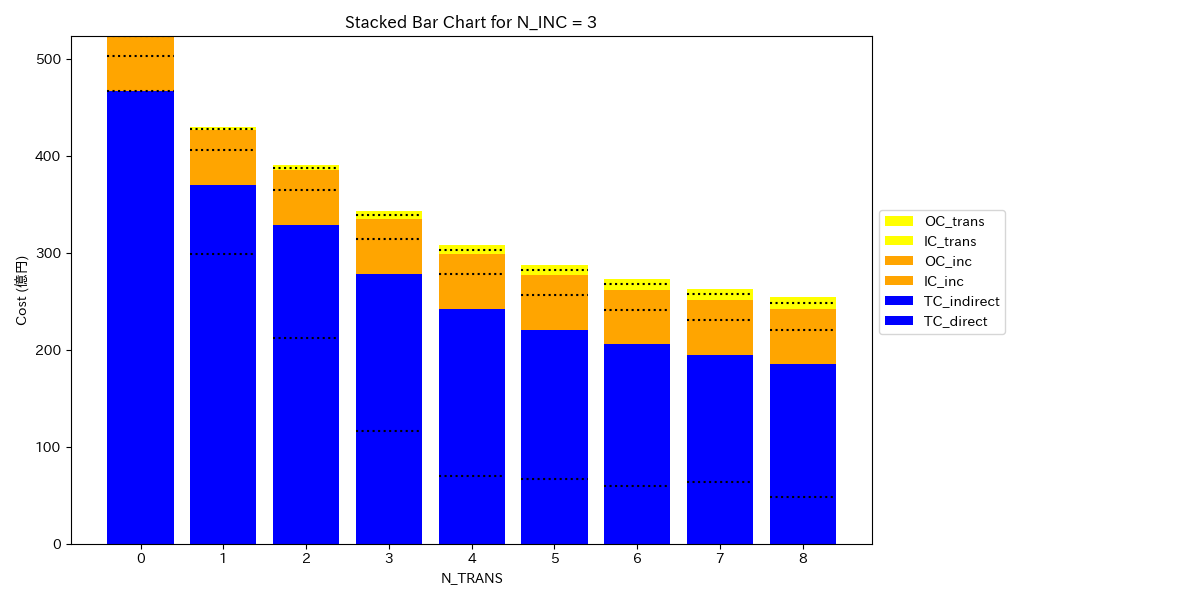 Stacked Bar Chart for N_INC = 3
Cost (億円)
500
400
300
200
100
0
0 1 2 3 4 5 6 7 8
N_TRANS
OC_trans
IC_trans
OC_inc
IC_inc
TC_indirect
TC_direct